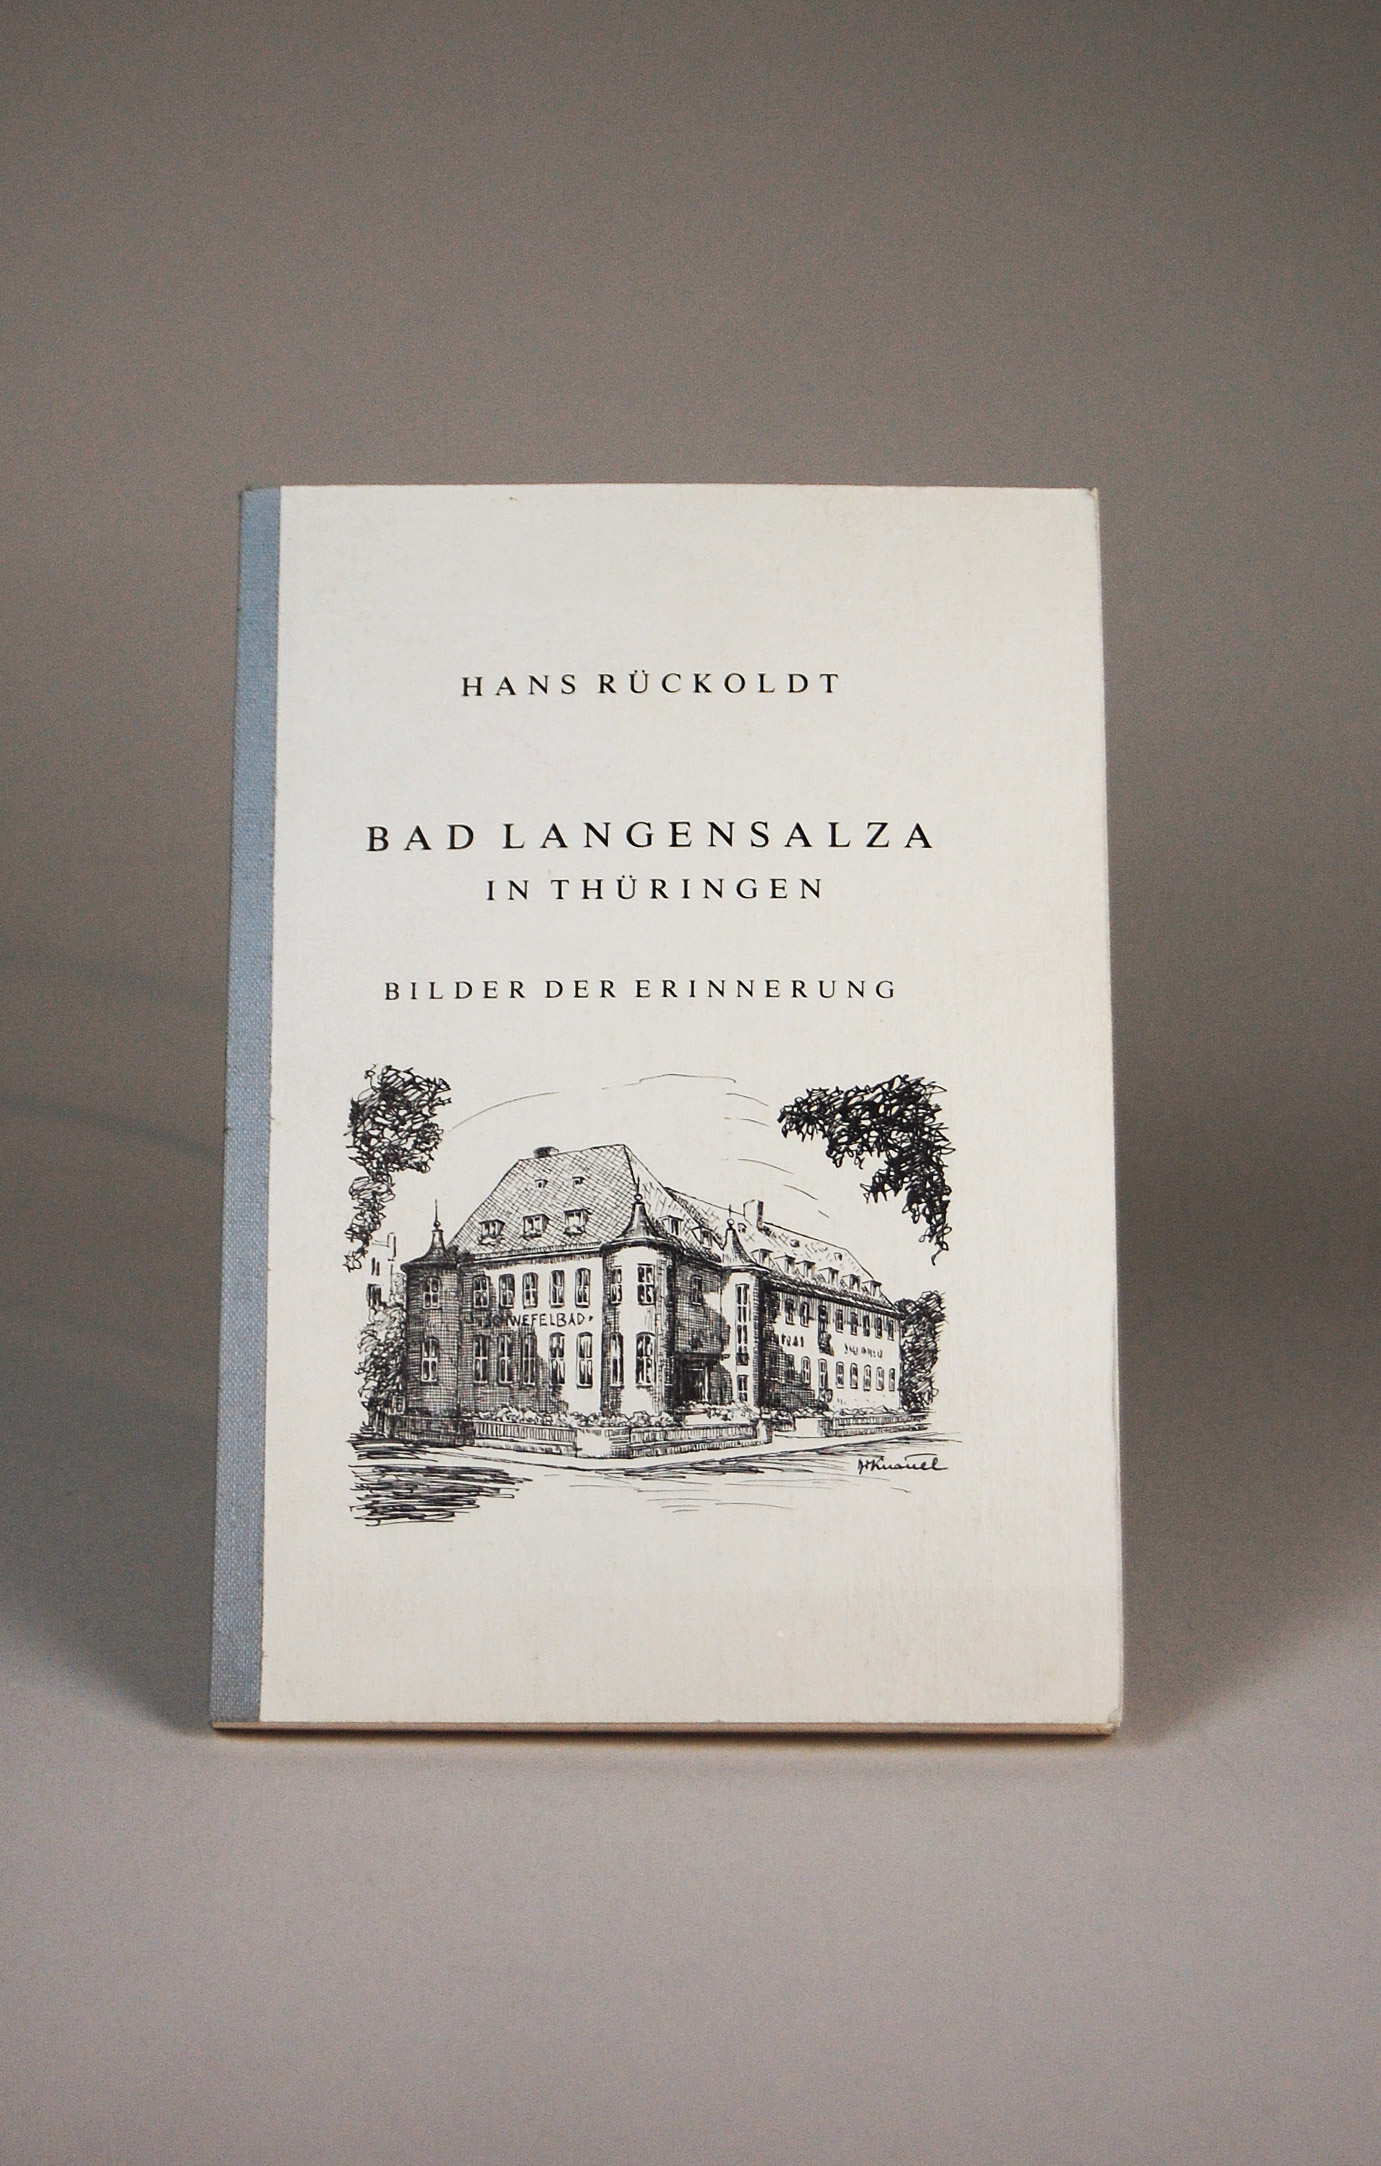 HANS RÜCKOLDT
BAD LANGENSALZA
IN THÜRINGEN
BILDER DER ERINNERUNG